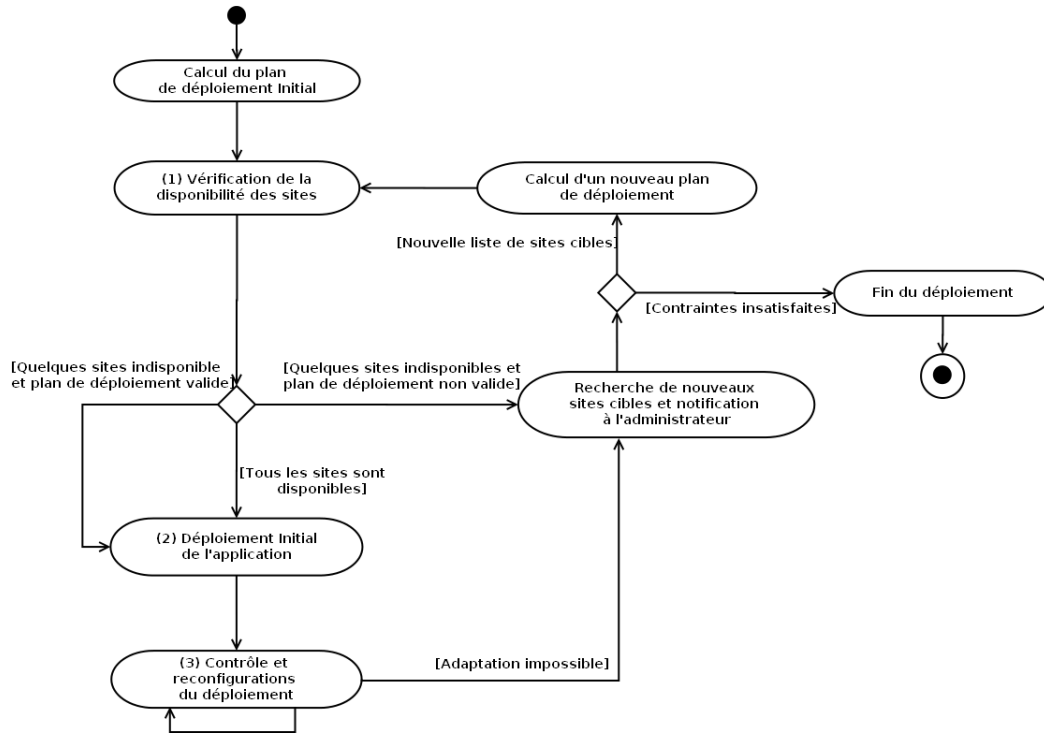 Calcul du plan
de déploiement Initial
(1) Vérification de la
disponibilité des sites
Calcul d'un nouveau plan
de déploiement
[Nouvelle liste de sites cibles]
[Contraintes insatisfaites]
Fin du déploiement
[Quelques sites indisponible
et plan de déploiement valide]
[Quelques sites indisponibles et
plan de déploiement non valide]
Recherche de nouveaux
sites cibles et notification
à l'administrateur
[Tous les sites sont
disponibles]
(2) Déploiement Initial
de l'application
(3) Contrôle et
reconfigurations
du déploiement
[Adaptation impossible]